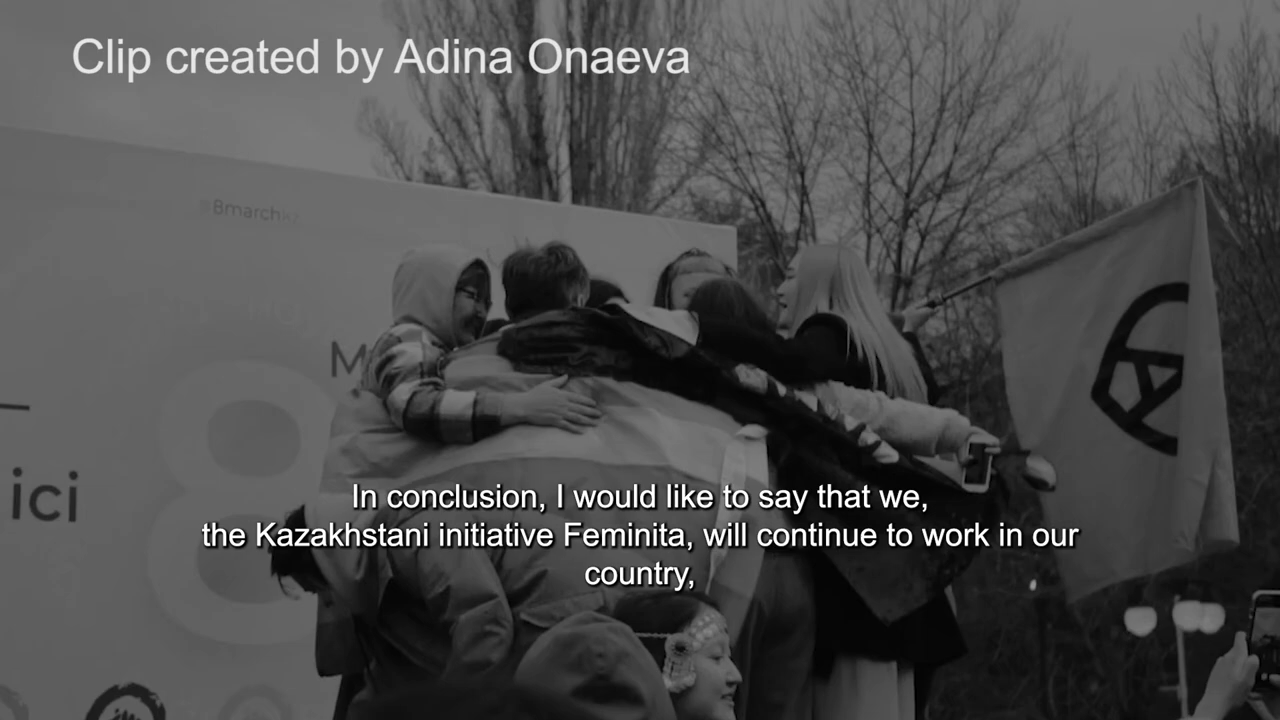 Clip created by Adina Onaeva
8marchkz
8
ici
In conclusion, I would like to say that we,
the Kazakhstani initiative Feminita, will continue to work in our
country,